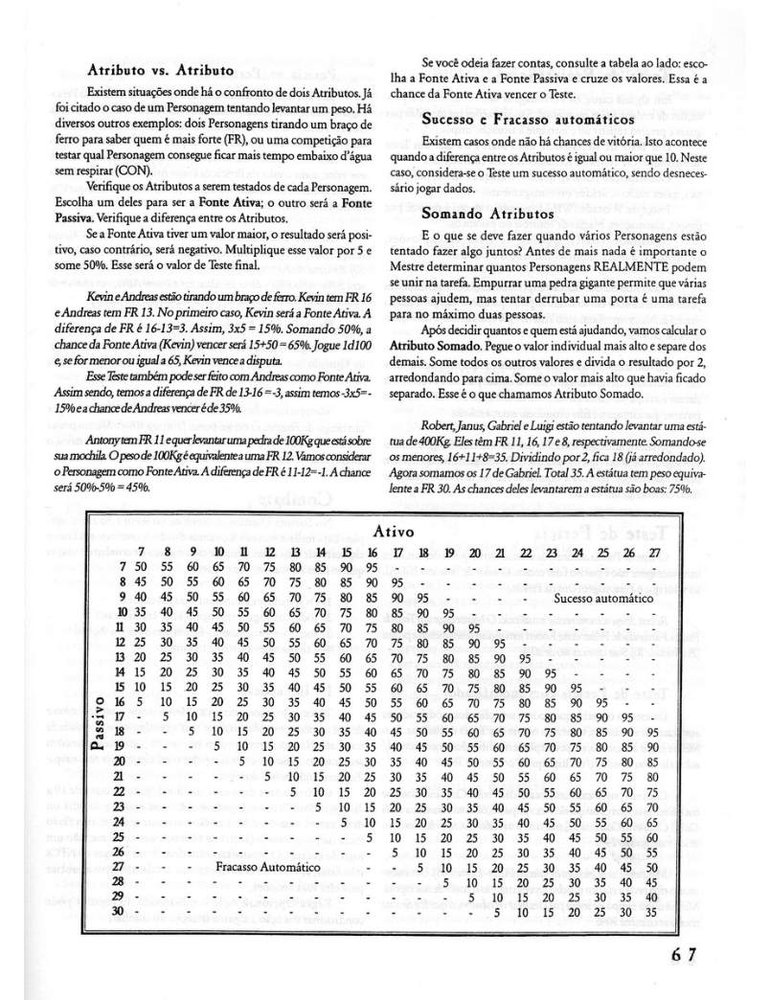 Atributo vs. Atributo
Existem situações onde há o confronto de dois Atributos. Já
foi citado o caso de um Personagem tentando levantar um peso. Há
diversos outros exemplos: dois Personagens tirando um braço de
ferro para saber quem é mais forte (FR), ou uma competição para
testar qual Personagem consegue ficar mais tempo embaixo d'água
sem respirar (CON).
Verifique os Atributos a serem testados de cada Personagem.
Escolha um deles para ser a Fonte Ativa; o outro será a Fonte
Passiva. Verifique a diferença entre os Atributos.
Se a Fonte Ativa tiver um valor maior, o resultado será posi-
tivo, caso contrário, será negativo. Multiplique esse valor por 5 e
some 50%. Esse será o valor de Teste final.
Kevin e Andreas estão tirando um braço de ferro. Kevin tem FR 16
e Andreas tem FR 13. No primeiro caso, Kevin será a Fonte Ativa. A
diferença de FR é 16-13=3. Assim, 3x5 = 15%. Somando 50%, a
chance da Fonte Ativa (Kevin) vencer será 15+50 = 65%. Jogue 1d100
e, se for menor ou igual a 65, Kevin vence a disputa.
Esse Teste também pode ser feito com Andreas como Fonte Ativa.
Assim sendo, temos a diferença de FR de 13-16 = -3, assim temos -3x5= -
15% e a chance de Andreas vencer é de 35%.
Antony tem FR 11 e quer levantar uma pedra de 100Kg que está sobre
sua mochila. O peso de 100Kg é equivalente a uma FR 12. Vamos considerar
o Personagem como Fonte Ativa. A diferença de FR é 11-12=-1. A chance
será 50%-5% = 45%.
Se você odeia fazer contas, consulte a tabela ao lado: esco-
lha a Fonte Ativa e a Fonte Passiva e cruze os valores. Essa é a
chance da Fonte Ativa vencer o Teste.
Sucesso e Fracasso automáticos
Existem casos onde não há chances de vitória. Isto acontece
quando a diferença entre os Atributos é igual ou maior que 10. Neste
caso, considera-se o Teste um sucesso automático, sendo desneces-
sário jogar dados.
Somando Atributos
E o que se deve fazer quando vários Personagens estão
tentado fazer algo juntos? Antes de mais nada é importante o
Mestre determinar quantos Personagens REALMENTE podem
se unir na tarefa. Empurrar uma pedra gigante permite que várias
pessoas ajudem, mas tentar derrubar uma porta é uma tarefa
para no máximo duas pessoas.
Após decidir quantos e quem está ajudando, vamos calcular o
Atributo Somado. Pegue o valor individual mais alto e separe dos
demais. Some todos os outros valores e divida o resultado por 2,
arredondando para cima. Some o valor mais alto que havia ficado
separado. Esse é o que chamamos Atributo Somado.
Robert, Janus, Gabriel e Luigi estão tentando levantar uma está-
tua de 400Kg. Eles têm FR 11, 16, 17 e 8, respectivamente. Somando-se
os menores, 16+11+8=35. Dividindo por 2, fica 18 (já arredondado).
Agora somamos os 17 de Gabriel. Total 35. A estátua tem peso equiva-
lente a FR 30. As chances deles levantarem a estátua são boas: 75%.
Ativo
7 8 9 10 11 12 13 14 15 16 17 18 19 20 21 22 23 24 25 26 27
Passivo
7 50 55 60 65 70 75 80 85 90 95 - - - - - - - - - - -
8 45 50 55 60 65 70 75 80 85 90 95 - - - - - - - - - -
9 40 45 50 55 60 65 70 75 80 85 90 95 - - - - Sucesso automático
10 35 40 45 50 55 60 65 70 75 80 85 90 95 - - - - - - - -
11 30 35 40 45 50 55 60 65 70 75 80 85 90 95 - - - - - - -
12 25 30 35 40 45 50 55 60 65 70 75 80 85 90 95 - - - - - -
13 20 25 30 35 40 45 50 55 60 65 70 75 80 85 90 95 - - - - -
14 15 20 25 30 35 40 45 50 55 60 65 70 75 80 85 90 95 - - - -
15 10 15 20 25 30 35 40 45 50 55 60 65 70 75 80 85 90 95 - - -
16 5 10 15 20 25 30 35 40 45 50 55 60 65 70 75 80 85 90 95 - -
17 - 5 10 15 20 25 30 35 40 45 50 55 60 65 70 75 80 85 90 95 -
18 - - 5 10 15 20 25 30 35 40 45 50 55 60 65 70 75 80 85 90 95
19 - - - 5 10 15 20 25 30 35 40 45 50 55 60 65 70 75 80 85 90
20 - - - - 5 10 15 20 25 30 35 40 45 50 55 60 65 70 75 80 85
21 - - - - - 5 10 15 20 25 30 35 40 45 50 55 60 65 70 75 80
22 - - - - - - 5 10 15 20 25 30 35 40 45 50 55 60 65 70 75
23 - - - - - - - 5 10 15 20 25 30 35 40 45 50 55 60 65 70
24 - - - - - - - - 5 10 15 20 25 30 35 40 45 50 55 60 65
25 - - - - - - - - - 5 10 15 20 25 30 35 40 45 50 55 60
26 - - - - - - - - - - 5 10 15 20 25 30 35 40 45 50 55
27 - - - Fracasso Automático - - 5 10 15 20 25 30 35 40 45 50
28 - - - - - - - - - - - - 5 10 15 20 25 30 35 40 45
29 - - - - - - - - - - - - - 5 10 15 20 25 30 35 40
30 - - - - - - - - - - - - - - 5 10 15 20 25 30 35
67